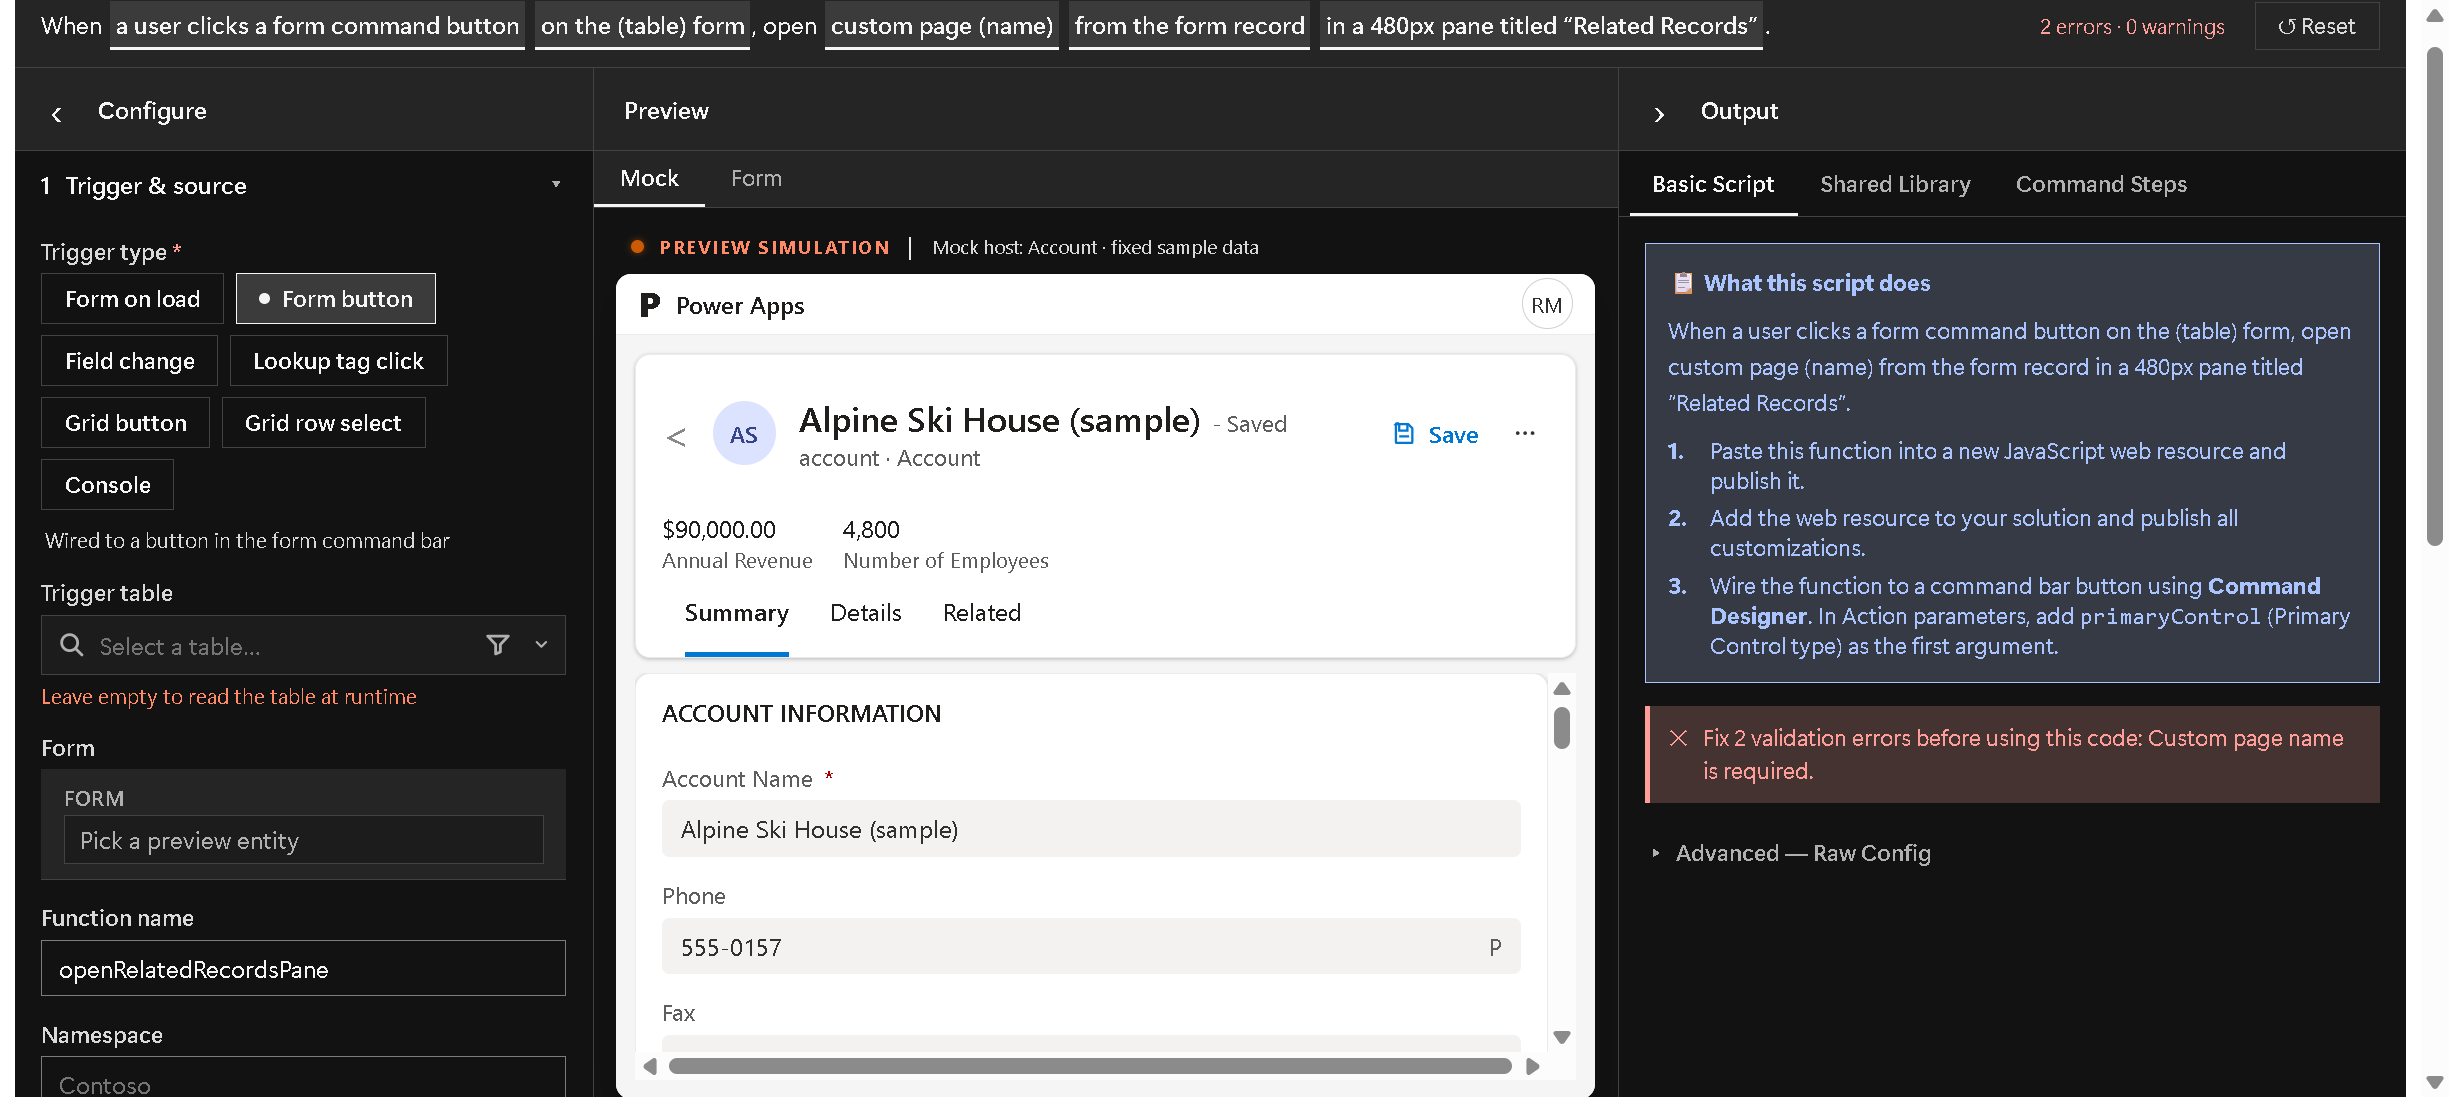 When a user clicks a form command button on the (table) form, open custom page (name) from the form record in a 480px pane titled “Related Records”.
2 errors · 0 warnings
↺ Reset
Configure
1 Trigger & source
Trigger type *
Form on load
Form button
Field change
Lookup tag click
Grid button
Grid row select
Console
Wired to a button in the form command bar
Trigger table
Select a table...
Leave empty to read the table at runtime
Form
FORM
Pick a preview entity
Function name
openRelatedRecordsPane
Namespace
Contoso
Preview
Mock
Form
PREVIEW SIMULATION | Mock host: Account · fixed sample data
P Power Apps
RM
AS
Alpine Ski House (sample) - Saved
account · Account
Save
...
$90,000.00
Annual Revenue
4,800
Number of Employees
Summary
Details
Related
ACCOUNT INFORMATION
Account Name *
Alpine Ski House (sample)
Phone
555-0157
P
Fax
Output
Basic Script
Shared Library
Command Steps
What this script does
When a user clicks a form command button on the (table) form, open
custom page (name) from the form record in a 480px pane titled
“Related Records”.
1. Paste this function into a new JavaScript web resource and
publish it.
2. Add the web resource to your solution and publish all
customizations.
3. Wire the function to a command bar button using Command
Designer. In Action parameters, add primaryControl (Primary
Control type) as the first argument.
Fix 2 validation errors before using this code: Custom page name
is required.
Advanced — Raw Config